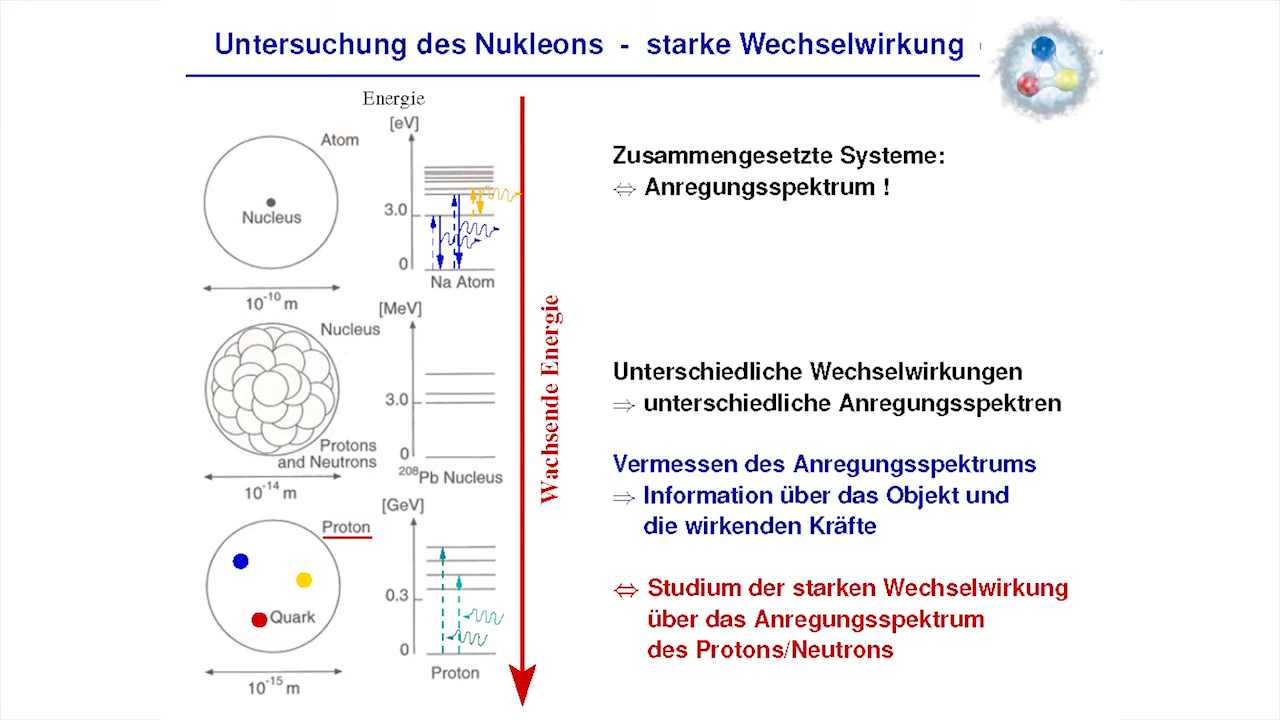 Untersuchung des Nukleons - starke Wechselwirkung
Energie
[eV]
Atom
Nucleus
3.0
0
Na Atom
10⁻¹⁰ m
Zusammengesetzte Systeme:
⇔ Anregungsspektrum !
[MeV]
Nucleus
3.0
Protons
and Neutrons
0
²⁰⁸Pb Nucleus
10⁻¹⁴ m
Wachsende Energie
Unterschiedliche Wechselwirkungen
⇒ unterschiedliche Anregungsspektren
Vermessen des Anregungsspektrums
⇒ Information über das Objekt und
die wirkenden Kräfte
[GeV]
Proton
0.3
Quark
0
Proton
10⁻¹⁵ m
⇔ Studium der starken Wechselwirkung
über das Anregungsspektrum
des Protons/Neutrons